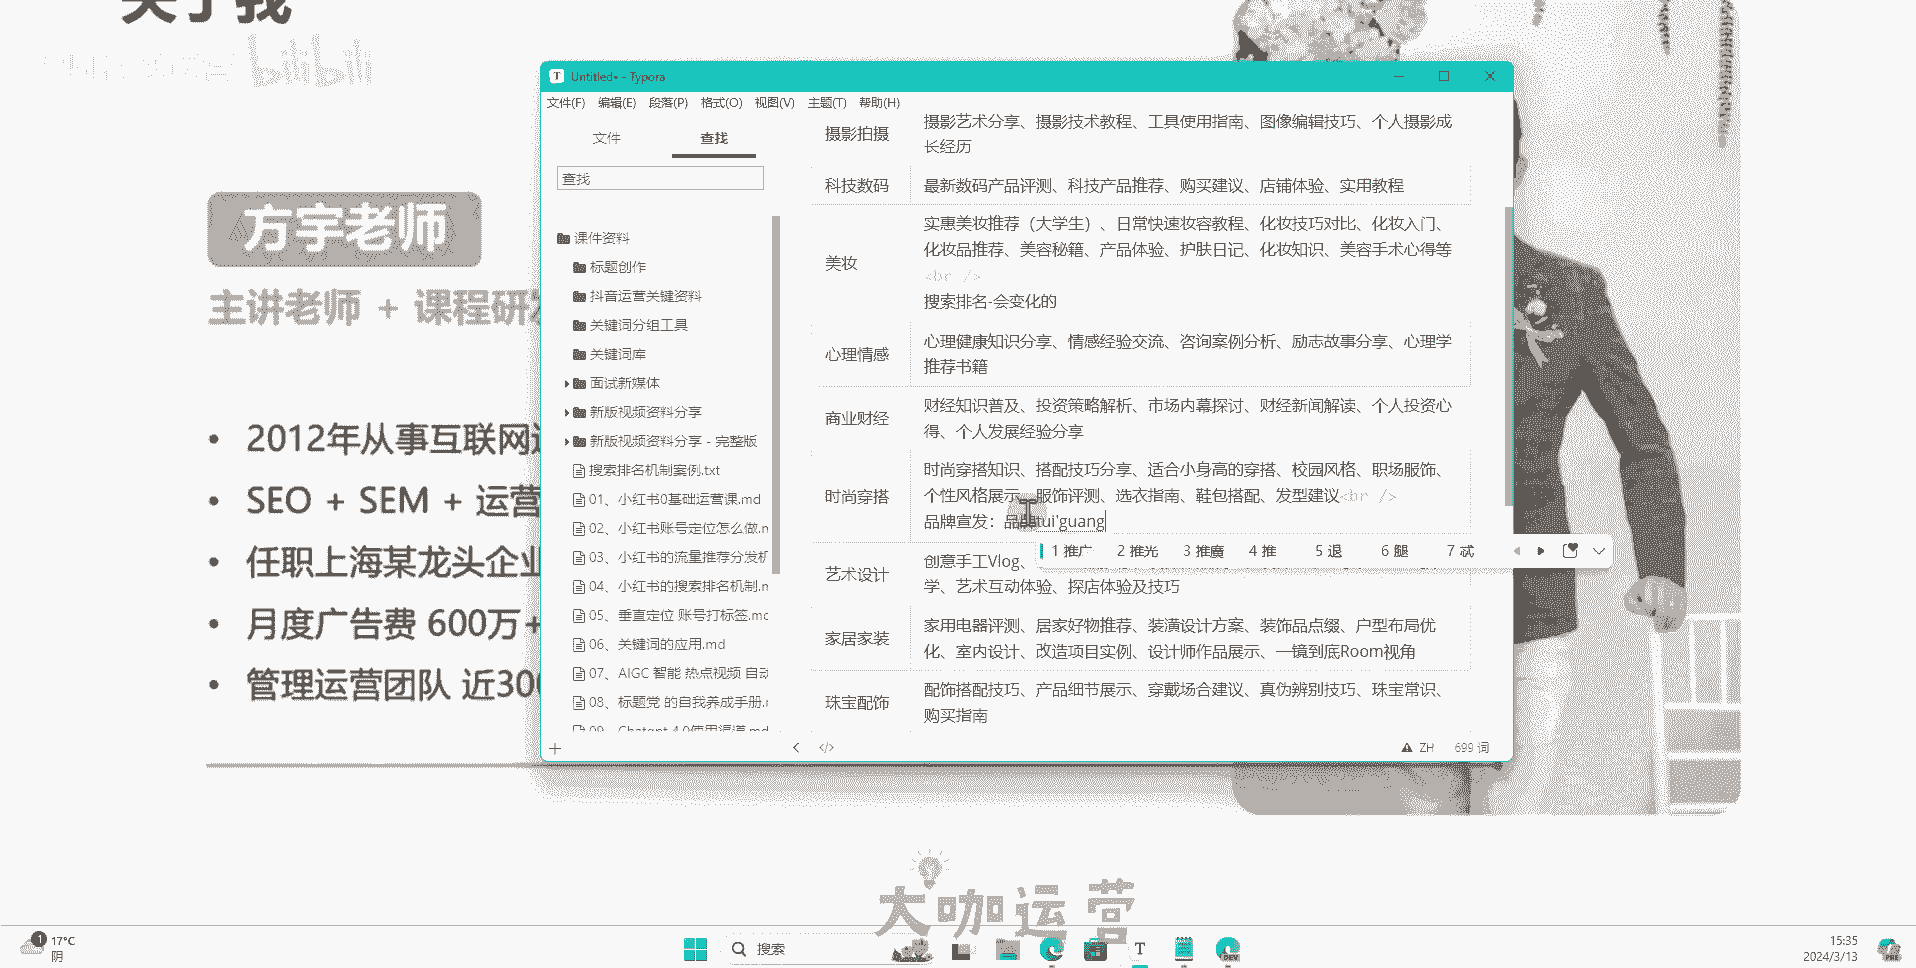 关于我
bilibili
方宇老师
主讲老师 + 课程研发
2012年从事互联网
SEO + SEM + 运营
任职上海某龙头企业
月度广告费 600万+
管理运营团队 近300
Untitled• - Typora
文件(F) 编辑(E) 段落(P) 格式(O) 视图(V) 主题(T) 帮助(H)
文件 查找
查找
课件资料
标题创作
抖音运营关键资料
关键词分组工具
关键词库
面试新媒体
新版视频资料分享
新版视频资料分享 - 完整版
搜索排名机制案例.txt
01、小红书0基础运营课.md
02、小红书账号定位怎么做.m
03、小红书的流量推荐分发机
04、小红书的搜索排名机制.m
05、垂直定位 账号打标签.mc
06、关键词的应用.md
07、AIGC 智能 热点视频 自动
08、标题党 的自我养成手册.
09、Chatgpt 4.0使用渠道.md
摄影拍摄
摄影艺术分享、摄影技术教程、工具使用指南、图像编辑技巧、个人摄影成
长经历
科技数码
最新数码产品评测、科技产品推荐、购买建议、店铺体验、实用教程
美妆
实惠美妆推荐（大学生）、日常快速妆容教程、化妆技巧对比、化妆入门、
化妆品推荐、美容秘籍、产品体验、护肤日记、化妆知识、美容手术心得等
<br />
搜索排名-会变化的
心理情感
心理健康知识分享、情感经验交流、咨询案例分析、励志故事分享、心理学
推荐书籍
商业财经
财经知识普及、投资策略解析、市场内幕探讨、财经新闻解读、个人投资心
得、个人发展经验分享
时尚穿搭
时尚穿搭知识、搭配技巧分享、适合小身高的穿搭、校园风格、职场服饰、
个性风格展示、服饰评测、选衣指南、鞋包搭配、发型建议<br />
品牌宣发：品牌tui'guang
1 推广 2 推光 3 推廣 4 推 5 退 6 腿 7 忒
艺术设计
创意手工Vlog、
学、艺术互动体验、探店体验及技巧
家居家装
家用电器评测、居家好物推荐、装潢设计方案、装饰品点缀、户型布局优
化、室内设计、改造项目实例、设计师作品展示、一镜到底Room视角
珠宝配饰
配饰搭配技巧、产品细节展示、穿戴场合建议、真伪辨别技巧、珠宝常识、
购买指南
ZH 699 词
大咖运营
1
17°C
阴
搜索
T
DEV
15:35
2024/3/13
PRE